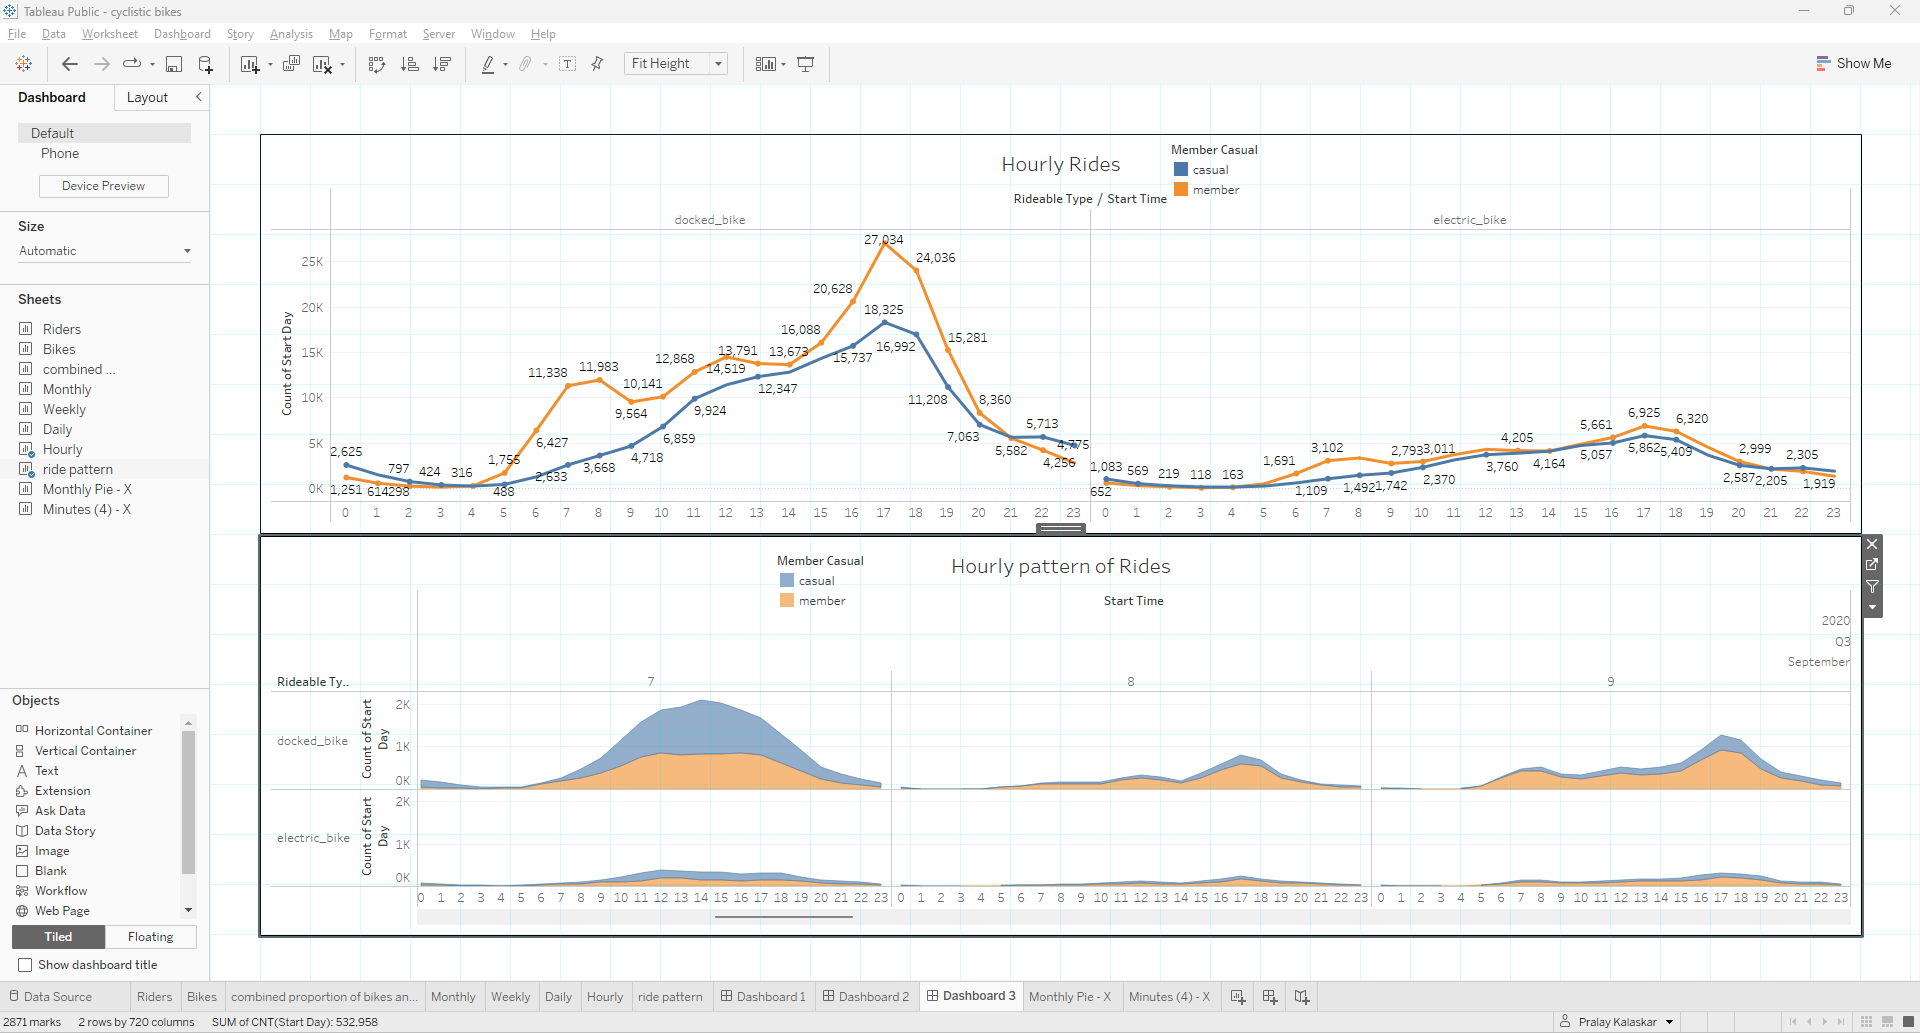 Tableau Public - cyclistic bikes
File Data Worksheet Dashboard Story Analysis Map Format Server Window Help
Fit Height
Show Me
Dashboard
Layout
Default
Phone
Device Preview
Size
Automatic
Sheets
Riders
Bikes
combined ...
Monthly
Weekly
Daily
Hourly
ride pattern
Monthly Pie - X
Minutes (4) - X
Objects
Horizontal Container
Vertical Container
Text
Extension
Ask Data
Data Story
Image
Blank
Workflow
Web Page
Tiled
Floating
Show dashboard title
Hourly Rides
Member Casual
casual
member
Rideable Type / Start Time
docked_bike
electric_bike
Count of Start Day
25K
20K
15K
10K
5K
0K
27,034
24,036
20,628
18,325
16,088
15,281
13,791 13,673
16,992
12,868
14,519
15,737
11,338 11,983
10,141
12,347
9,564
9,924
11,208
8,360
6,427
6,859
7,063
5,713
4,718
5,582
4,775
4,256
2,625
1,755
2,633
3,668
797 424 316
1,251 614 298
488
6,925
6,320
5,661
4,205
5,862
5,409
5,057
3,102
2,793 3,011
3,760
4,164
2,999
2,305
1,691
1,083 569 219 118 163
2,370
2,587 2,205
1,919
652
1,109
1,492 1,742
0 1 2 3 4 5 6 7 8 9 10 11 12 13 14 15 16 17 18 19 20 21 22 23
0 1 2 3 4 5 6 7 8 9 10 11 12 13 14 15 16 17 18 19 20 21 22 23
Member Casual
casual
member
Hourly pattern of Rides
Start Time
2020
Q3
September
Rideable Ty..
7
8
9
docked_bike
Count of Start Day
2K
1K
0K
electric_bike
Count of Start Day
2K
1K
0K
0 1 2 3 4 5 6 7 8 9 10 11 12 13 14 15 16 17 18 19 20 21 22 23
0 1 2 3 4 5 6 7 8 9 10 11 12 13 14 15 16 17 18 19 20 21 22 23
0 1 2 3 4 5 6 7 8 9 10 11 12 13 14 15 16 17 18 19 20 21 22 23
Data Source Riders Bikes combined proportion of bikes an... Monthly Weekly Daily Hourly ride pattern Dashboard 1 Dashboard 2 Dashboard 3 Monthly Pie - X Minutes (4) - X
2871 marks 2 rows by 720 columns SUM of CNT(Start Day): 532,958
Pralay Kalaskar